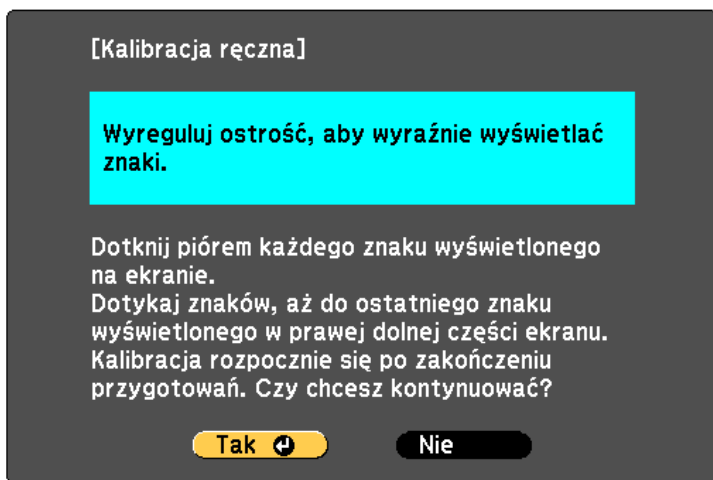 [Kalibracja ręczna]
Wyreguluj ostrość, aby wyraźnie wyświetlać
znaki.
Dotknij piórem każdego znaku wyświetlonego
na ekranie.
Dotykaj znaków, aż do ostatniego znaku
wyświetlonego w prawej dolnej części ekranu.
Kalibracja rozpocznie się po zakończeniu
przygotowań. Czy chcesz kontynuować?
Tak Nie